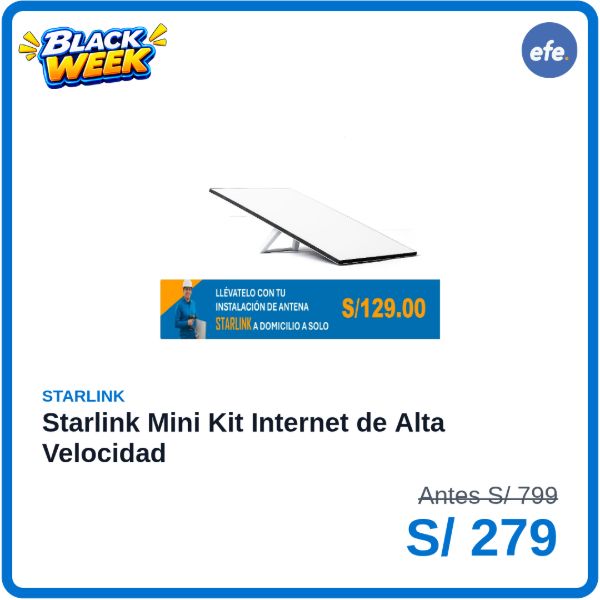 BLACK
WEEK
efe.
LLÉVATELO CON TU
INSTALACIÓN DE ANTENA
STARLINK A DOMICILIO A SOLO
S/129.00
STARLINK
Starlink Mini Kit Internet de Alta
Velocidad
Antes S/ 799
S/ 279